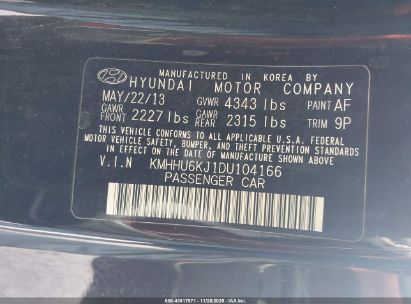 MANUFACTURED IN KOREA BY
HYUNDAI MOTOR COMPANY
MAY/22/13 GVWR 4343 lbs PAINT AF
GAWR FRONT 2227 lbs GAWR REAR 2315 lbs TRIM 9P
THIS VEHICLE CONFORMS TO ALL APPLICABLE U.S.A. FEDERAL
MOTOR VEHICLE SAFETY, BUMPER, AND THEFT PREVENTION
STANDARDS IN EFFECT ON THE DATE OF MANUFACTURE SHOWN ABOVE.
V.I.N KMHHU6KJ1DU104166
PASSENGER CAR